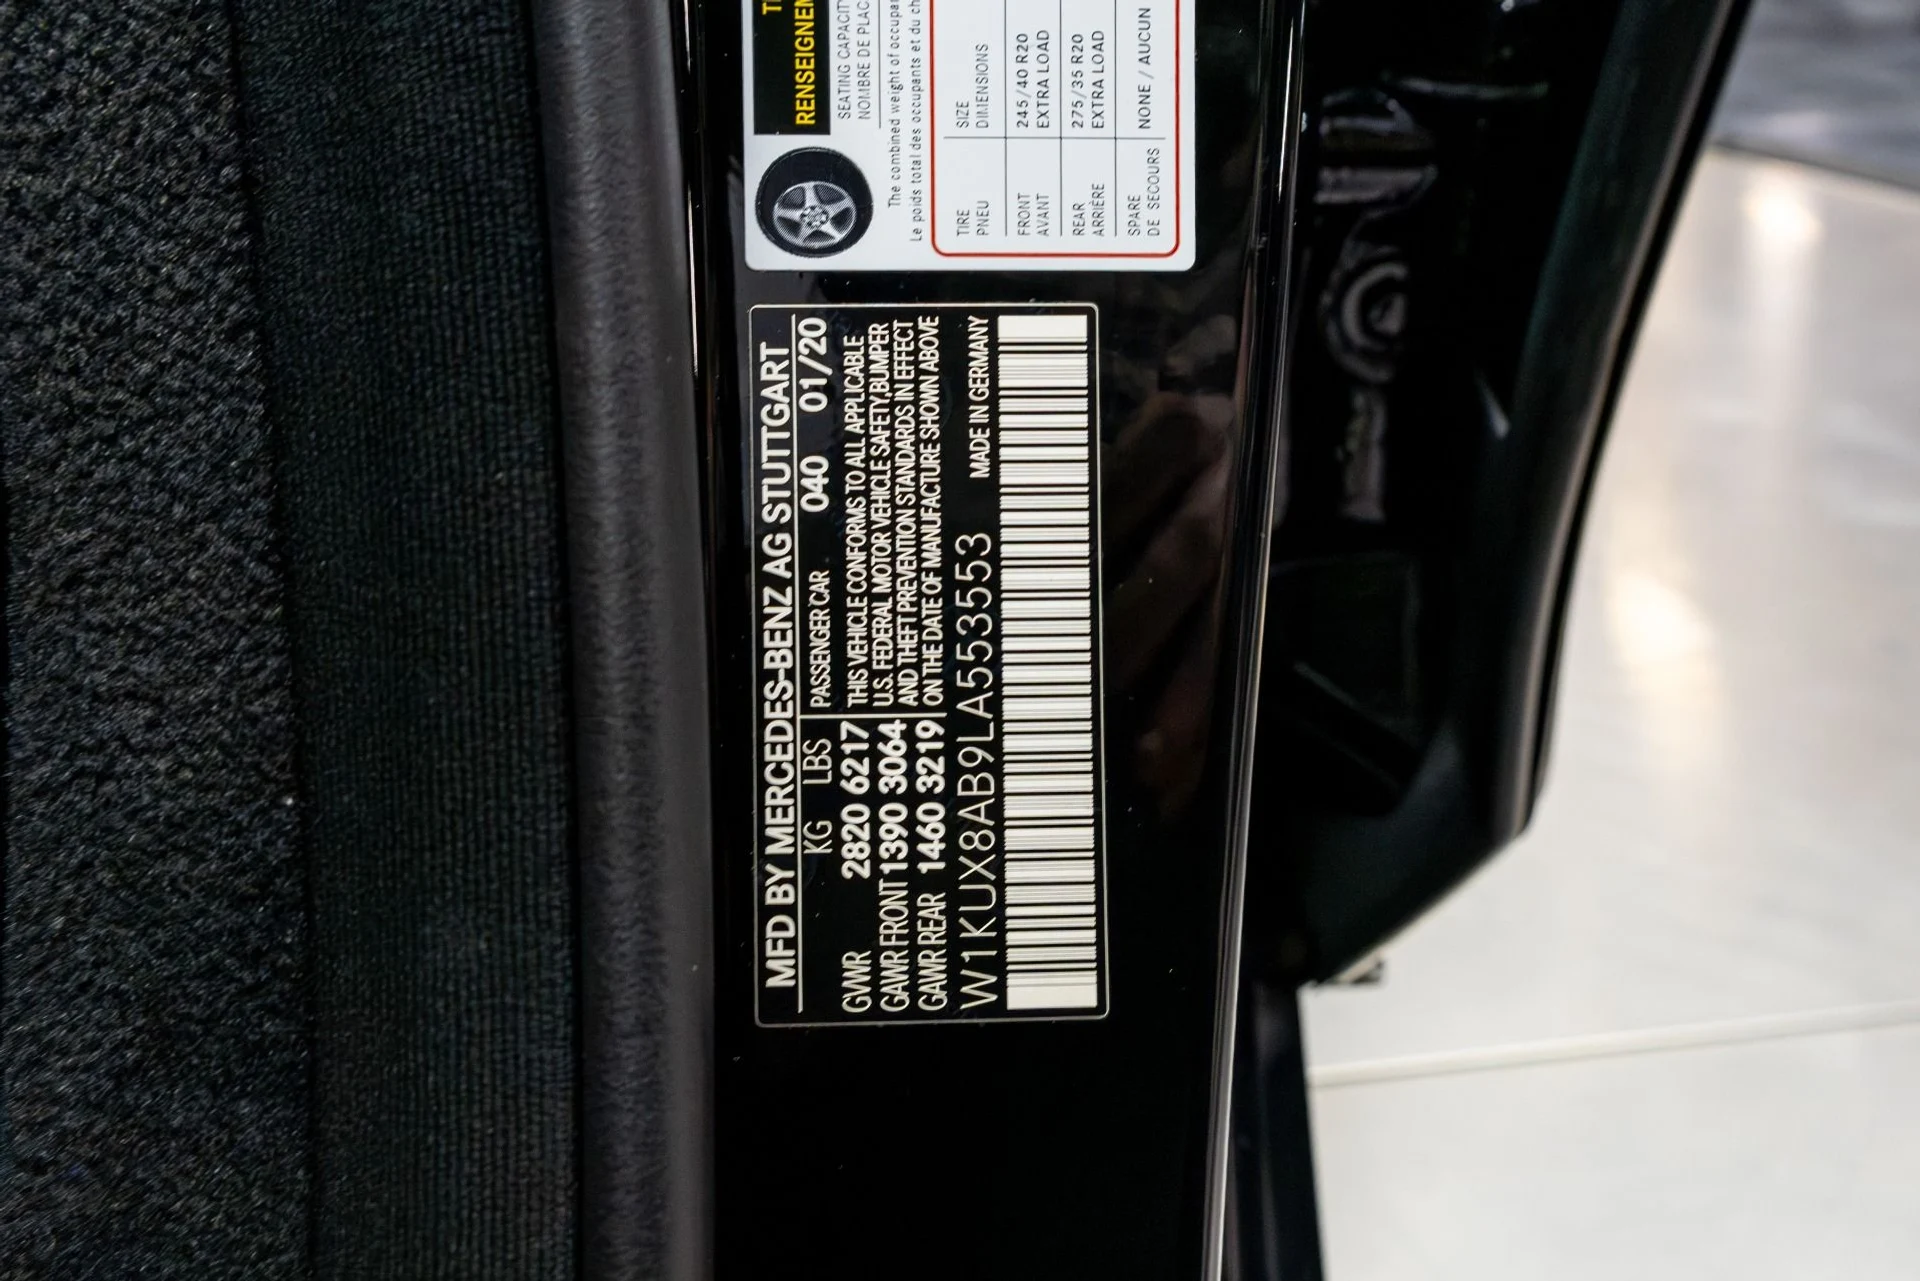 RENSEIGNEM
SEATING CAPACITY
NOMBRE DE PLAC
The combined weight of occupan
Le poids total des occupants et du ch
TIRE SIZE
PNEU DIMENSIONS
FRONT 245/40 R20
AVANT EXTRA LOAD
REAR 275/35 R20
ARRIÈRE EXTRA LOAD
SPARE NONE / AUCUN
DE SECOURS
MFD BY MERCEDES-BENZ AG STUTTGART
KG LBS PASSENGER CAR 040 01/20
GVWR 2820 6217 THIS VEHICLE CONFORMS TO ALL APPLICABLE
GAWR FRONT 1390 3064 U.S. FEDERAL MOTOR VEHICLE SAFETY,BUMPER
AND THEFT PREVENTION STANDARDS IN EFFECT
GAWR REAR 1460 3219 ON THE DATE OF MANUFACTURE SHOWN ABOVE
W1KUX8AB9LA553553 MADE IN GERMANY